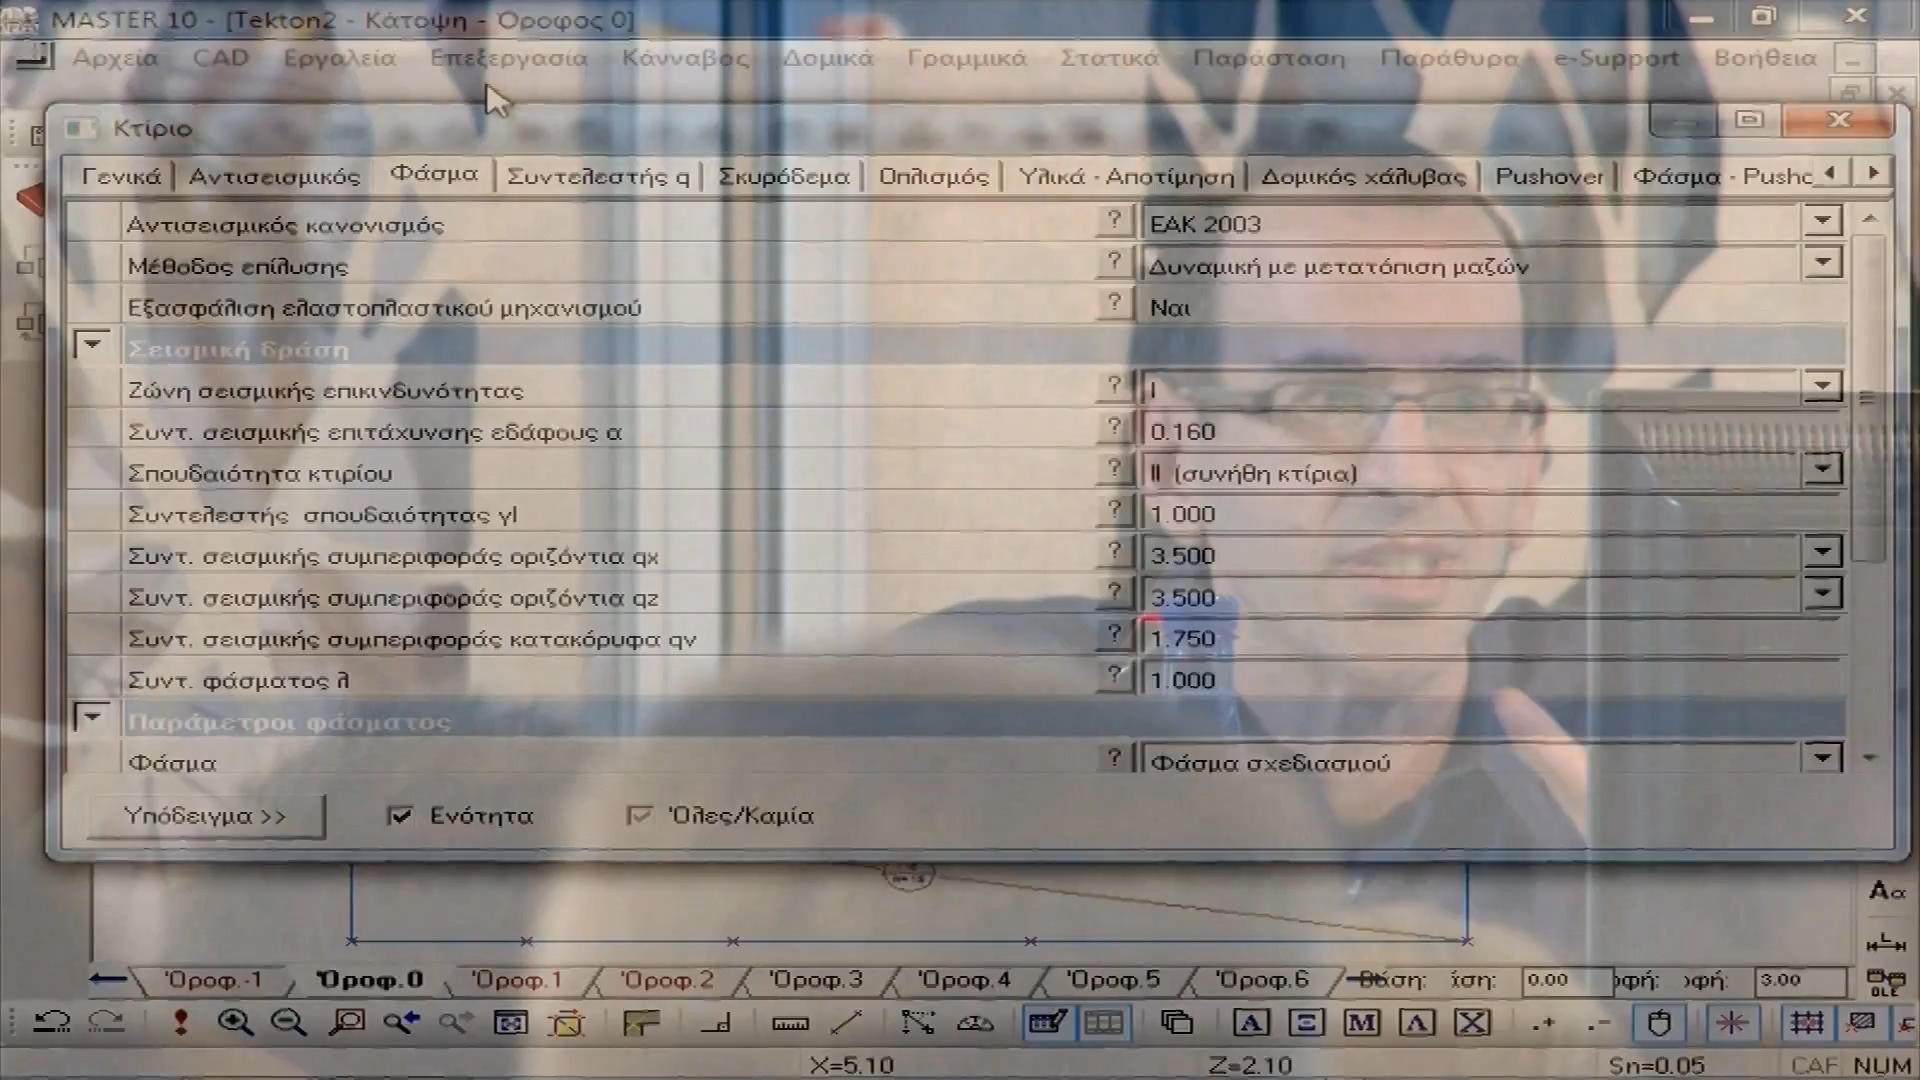 MASTER 10 - [Tekton2 - Κάτοψη - Όροφος 0]
Αρχεία CAD Εργαλεία Επεξεργασία Κάνναβος Δομικά Γραμμικά Στατικά Παράσταση Παράθυρα e-Support Βοήθεια
Κτίριο
Γενικά Αντισεισμικός Φάσμα Συντελεστής q Σκυρόδεμα Οπλισμός Υλικά - Αποτίμηση Δομικός χάλυβας Pushover Φάσμα - Pushc
Αντισεισμικός κανονισμός ? ΕΑΚ 2003
Μέθοδος επίλυσης ? Δυναμική με μετατόπιση μαζών
Εξασφάλιση ελαστοπλαστικού μηχανισμού ? Ναι
Σεισμική δράση
Ζώνη σεισμικής επικινδυνότητας ? I
Συντ. σεισμικής επιτάχυνσης εδάφους α ? 0.160
Σπουδαιότητα κτιρίου ? II (συνήθη κτίρια)
Συντελεστής σπουδαιότητας γI ? 1.000
Συντ. σεισμικής συμπεριφοράς οριζόντια qx ? 3.500
Συντ. σεισμικής συμπεριφοράς οριζόντια qz ? 3.500
Συντ. σεισμικής συμπεριφοράς κατακόρυφα qv ? 1.750
Συντ. φάσματος λ ? 1.000
Παράμετροι φάσματος
Φάσμα ? Φάσμα σχεδιασμού
Υπόδειγμα >> Ενότητα Όλες/Καμία
Αα
Όροφ.-1 Όροφ.0 Όροφ.1 Όροφ.2 Όροφ.3 Όροφ.4 Όροφ.5 Όροφ.6 Βάση: ίση: 0.00 ρφή: ρφή: 3.00
OLE
A Ξ M Λ X
X=5.10 Z=2.10 Sn=0.05 CAF NUM